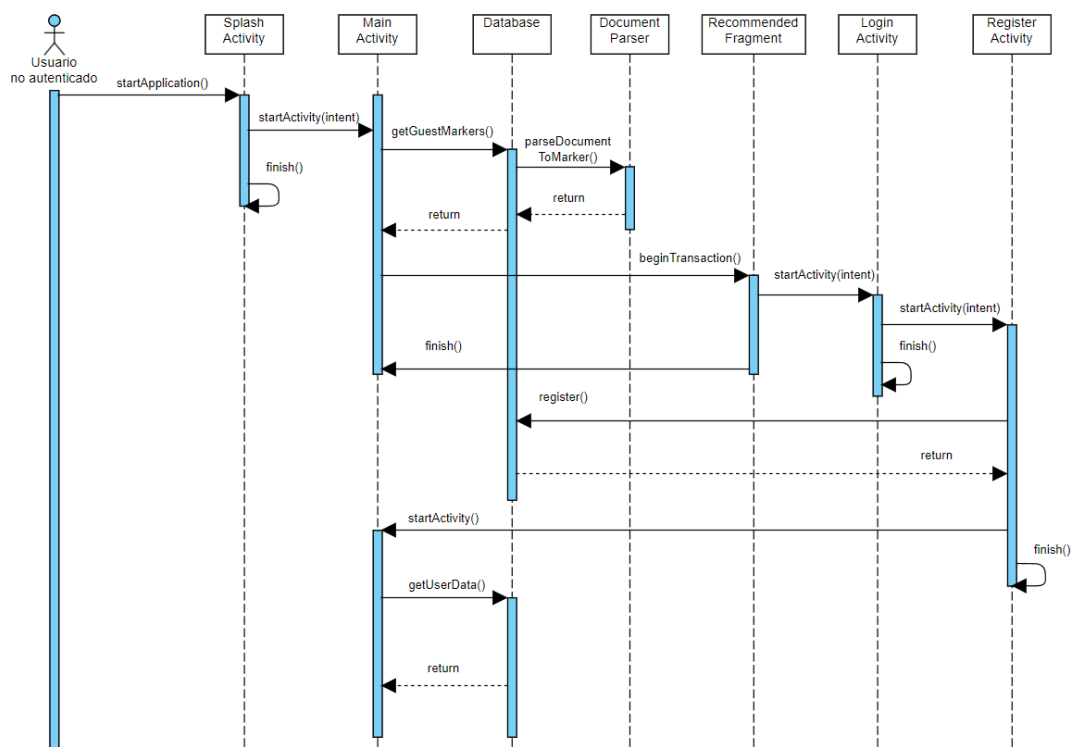 Splash
Activity
Main
Activity
Database
Document
Parser
Recommended
Fragment
Login
Activity
Register
Activity
Usuario
no autenticado
startApplication()
startActivity(intent)
getGuestMarkers()
parseDocument
ToMarker()
finish()
return
return
beginTransaction()
startActivity(intent)
startActivity(intent)
finish()
finish()
register()
return
startActivity()
finish()
getUserData()
return